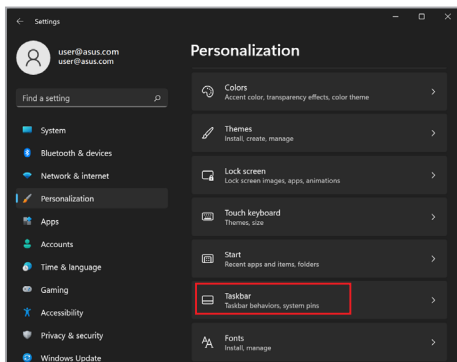 Settings
user@asus.com
user@asus.com
Find a setting
System
Bluetooth & devices
Network & internet
Personalization
Apps
Accounts
Time & language
Gaming
Accessibility
Privacy & security
Windows Update
Personalization
Colors
Accent color, transparency effects, color theme
Themes
Install, create, manage
Lock screen
Lock screen images, apps, animations
Touch keyboard
Themes, size
Start
Recent apps and items, folders
Taskbar
Taskbar behaviors, system pins
Fonts
Install, manage